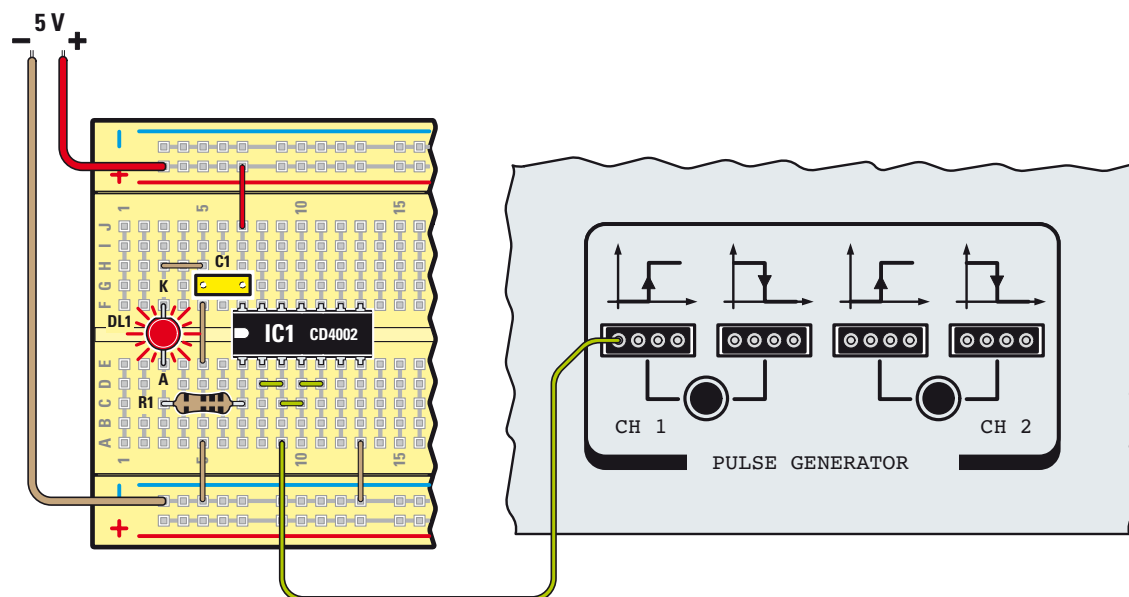 5 V
− +
−
+
1 5 10 15
J
I
H
G
F
C1
K
DL1
IC1 CD4002
A
R1
E
D
C
B
A
1 5 10 15
−
+
CH 1
CH 2
PULSE GENERATOR